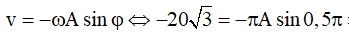 v = −ωA sin φ ⇔ −20√3 = −πA sin 0,5π